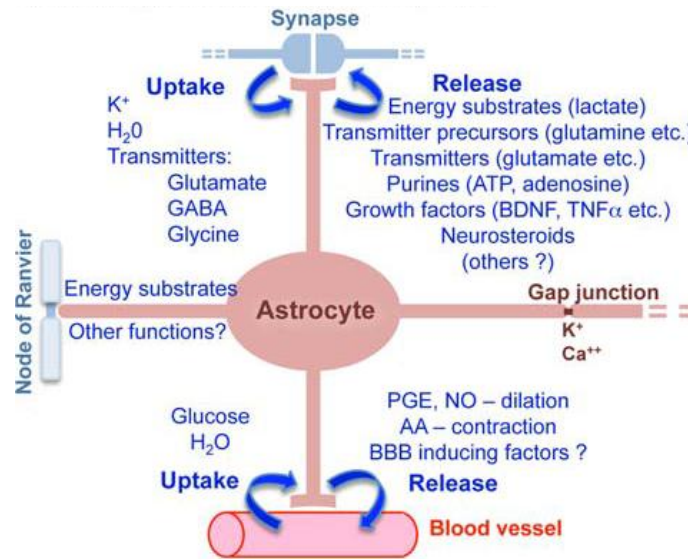 Synapse
Uptake
K+
H20
Transmitters:
Glutamate
GABA
Glycine
Release
Energy substrates (lactate)
Transmitter precursors (glutamine etc.)
Transmitters (glutamate etc.)
Purines (ATP, adenosine)
Growth factors (BDNF, TNFα etc.)
Neurosteroids
(others ?)
Node of Ranvier
Energy substrates
Other functions?
Astrocyte
Gap junction
K+
Ca++
Glucose
H2O
Uptake
PGE, NO – dilation
AA – contraction
BBB inducing factors ?
Release
Blood vessel